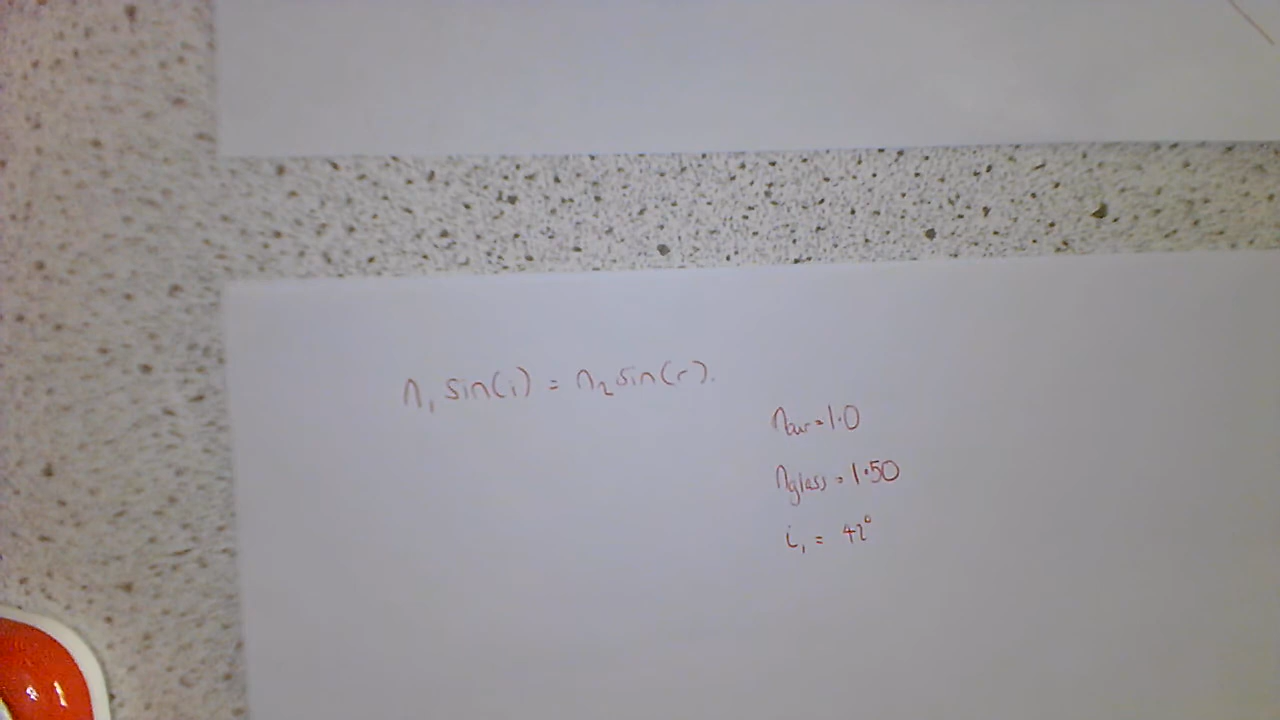 n₁ sin(i) = n₂ sin(r).
nair = 1.0
nglass = 1.50
i₁ = 42°